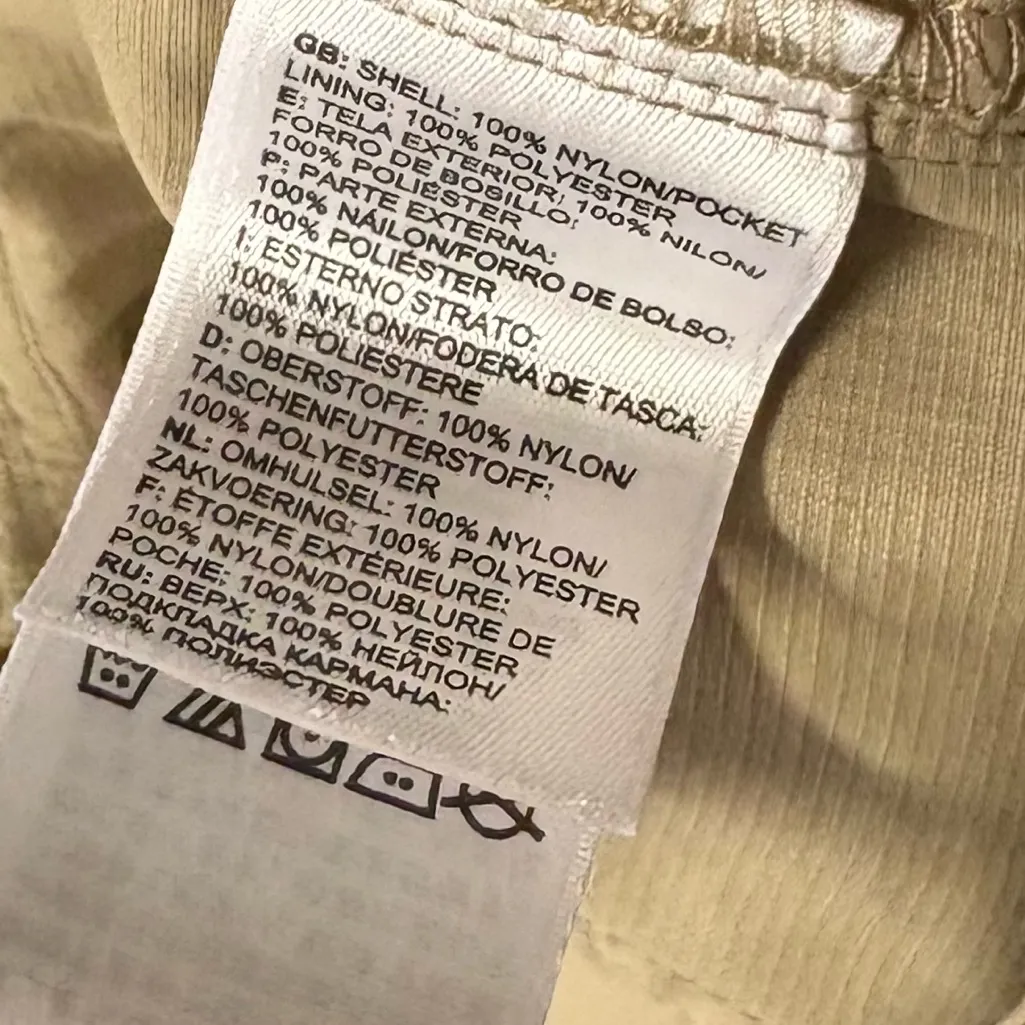 GB: SHELL: 100% NYLON/POCKET
LINING: 100% POLYESTER
E: TELA EXTERIOR: 100% NILON/
FORRO DE BOSILLO:
100% POLIÉSTER
P: PARTE EXTERNA:
100% NÁILON/FORRO DE BOLSO:
100% POLIÉSTER
I: ESTERNO STRATO:
100% NYLON/FODERA DE TASCA:
100% POLIESTERE
D: OBERSTOFF: 100% NYLON/
TASCHENFUTTERSTOFF:
100% POLYESTER
NL: OMHULSEL: 100% NYLON/
ZAKVOERING: 100% POLYESTER
F: ÉTOFFE EXTÉRIEURE:
100% NYLON/DOUBLURE DE
POCHE: 100% POLYESTER
RU: ВЕРХ: 100% НЕЙЛОН/
ПОДКЛАДКА КАРМАНА:
100% ПОЛИЭСТЕР